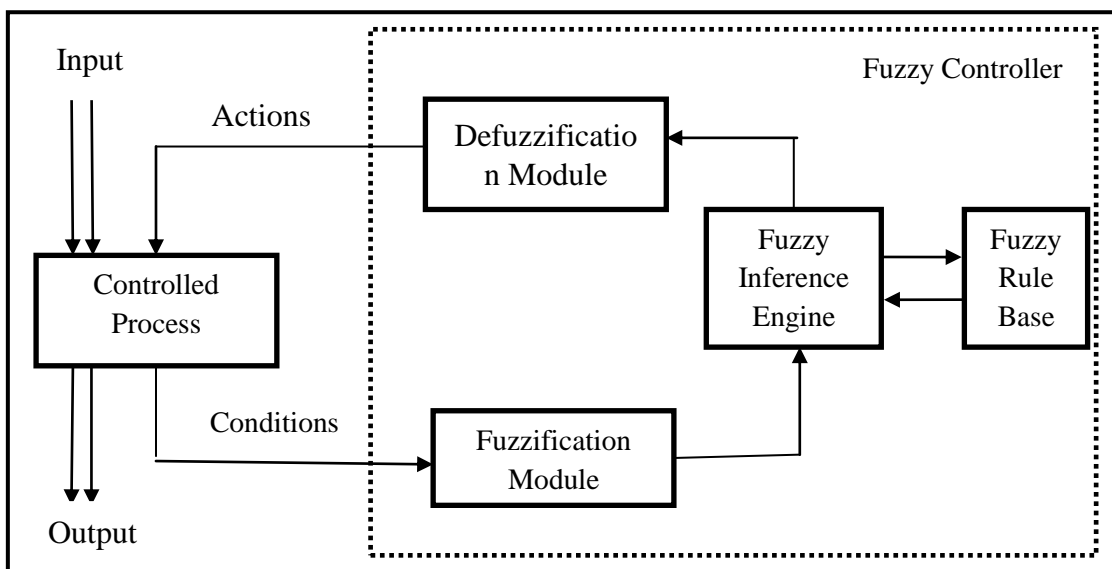 Input
Fuzzy Controller
Actions
Defuzzificatio
n Module
Fuzzy
Inference
Engine
Fuzzy
Rule
Base
Controlled
Process
Conditions
Fuzzification
Module
Output